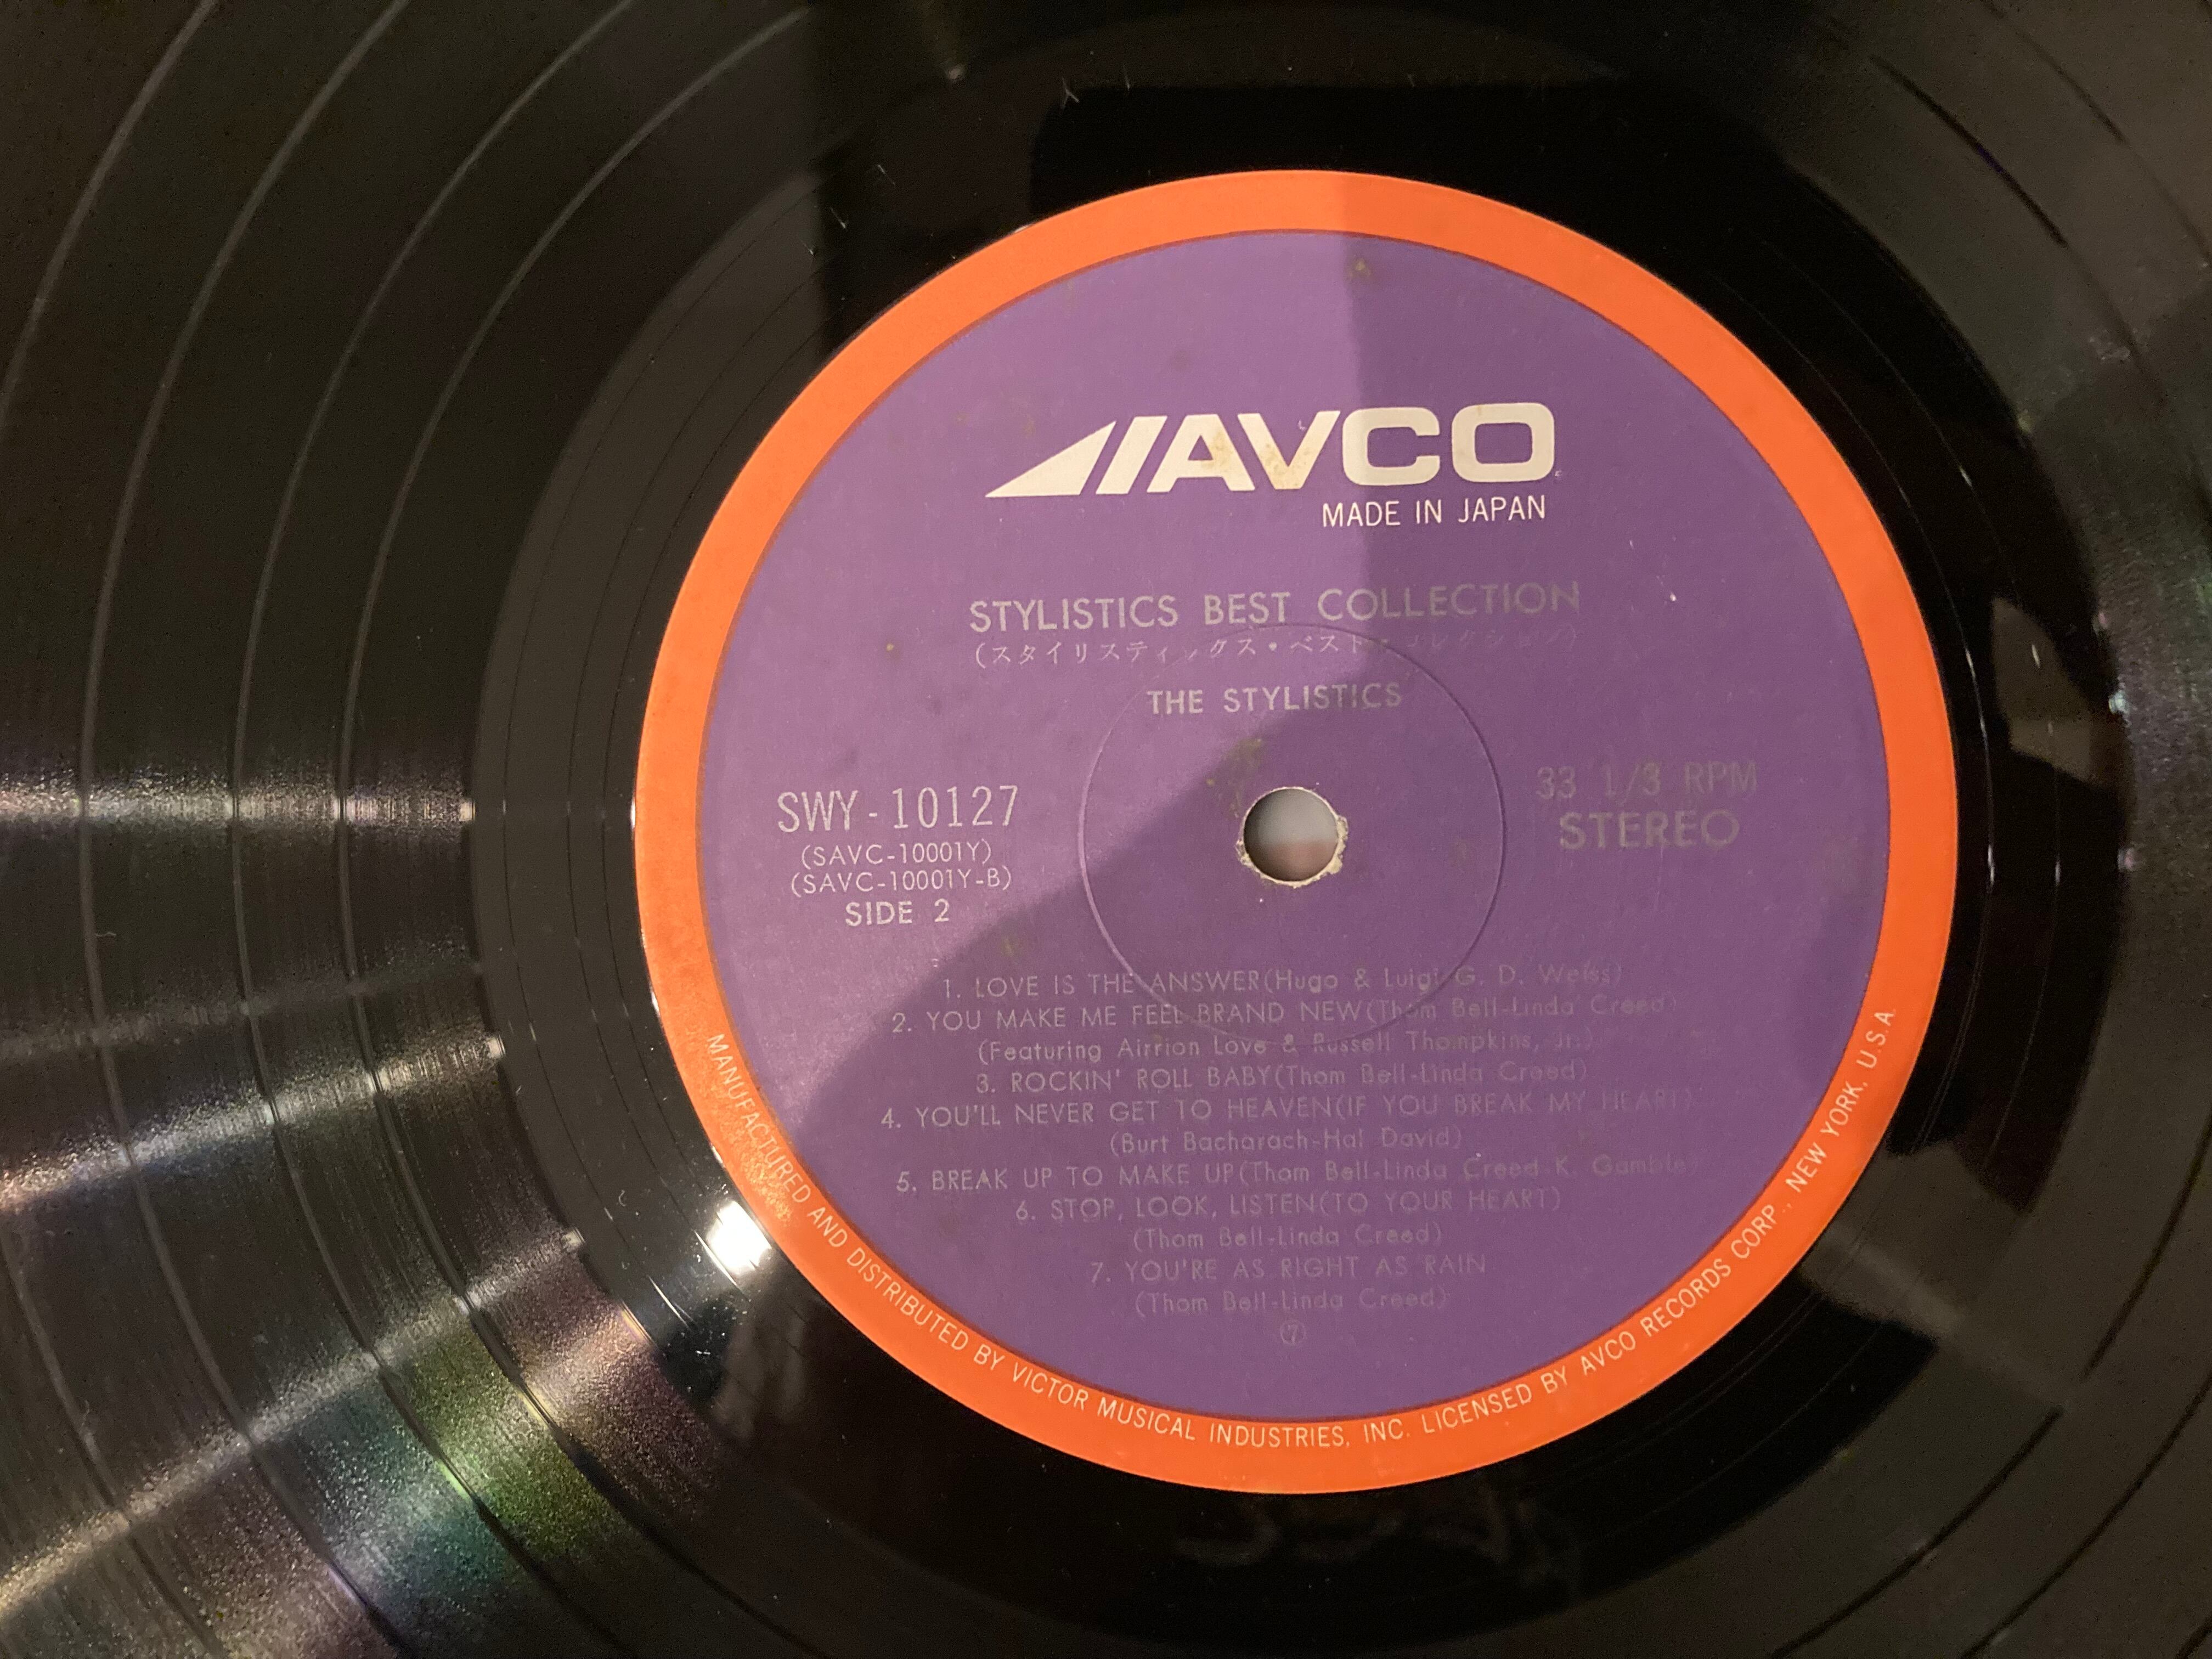 AVCO
MADE IN JAPAN
STYLISTICS BEST COLLECTION
(スタイリスティックス・ベスト・コレクション)
THE STYLISTICS
SWY-10127
(SAVC-10001Y)
(SAVC-10001Y-B)
SIDE 2
33 1/3 RPM
STEREO
1. LOVE IS THE ANSWER(Hugo & Luigi-G. D. Weiss)
2. YOU MAKE ME FEEL BRAND NEW(Thom Bell-Linda Creed)
(Featuring Airrion Love & Russell Thompkins, Jr.)
3. ROCKIN' ROLL BABY(Thom Bell-Linda Creed)
4. YOU'LL NEVER GET TO HEAVEN(IF YOU BREAK MY HEART)
(Burt Bacharach-Hal David)
5. BREAK UP TO MAKE UP(Thom Bell-Linda Creed-K. Gamble)
6. STOP, LOOK, LISTEN(TO YOUR HEART)
(Thom Bell-Linda Creed)
7. YOU'RE AS RIGHT AS RAIN
(Thom Bell-Linda Creed)
⑦
MANUFACTURED AND DISTRIBUTED BY VICTOR MUSICAL INDUSTRIES, INC. LICENSED BY AVCO RECORDS CORP., NEW YORK, U.S.A.